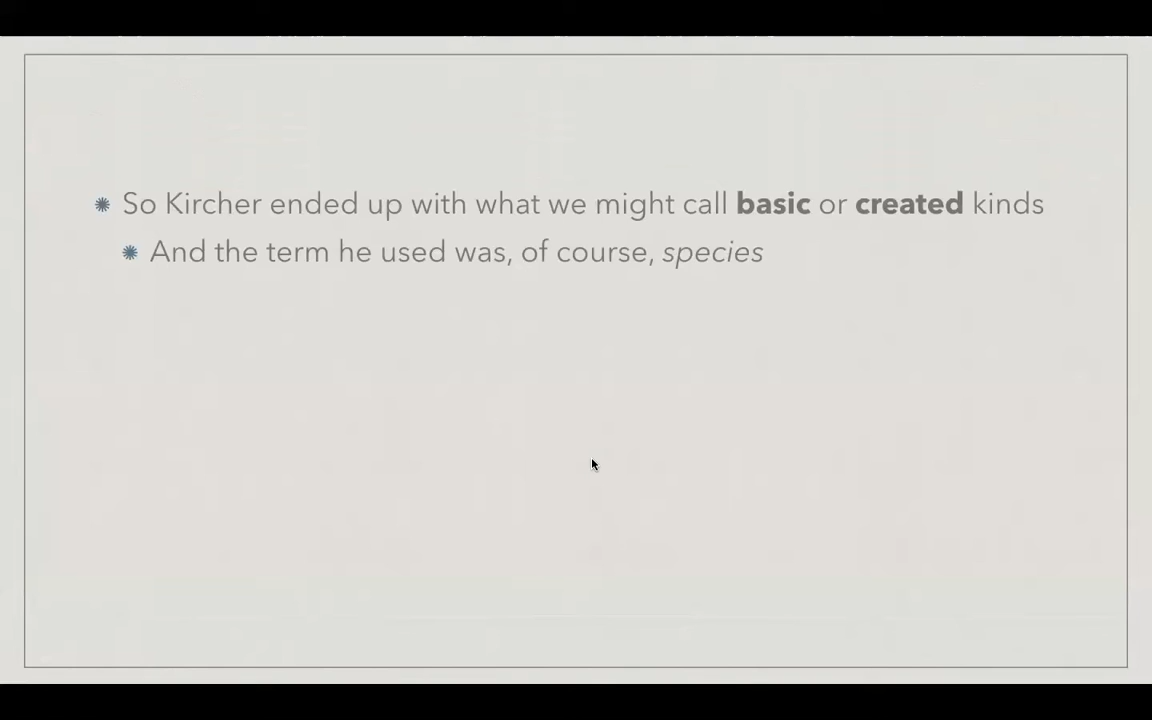 So Kircher ended up with what we might call basic or created kinds
And the term he used was, of course, species